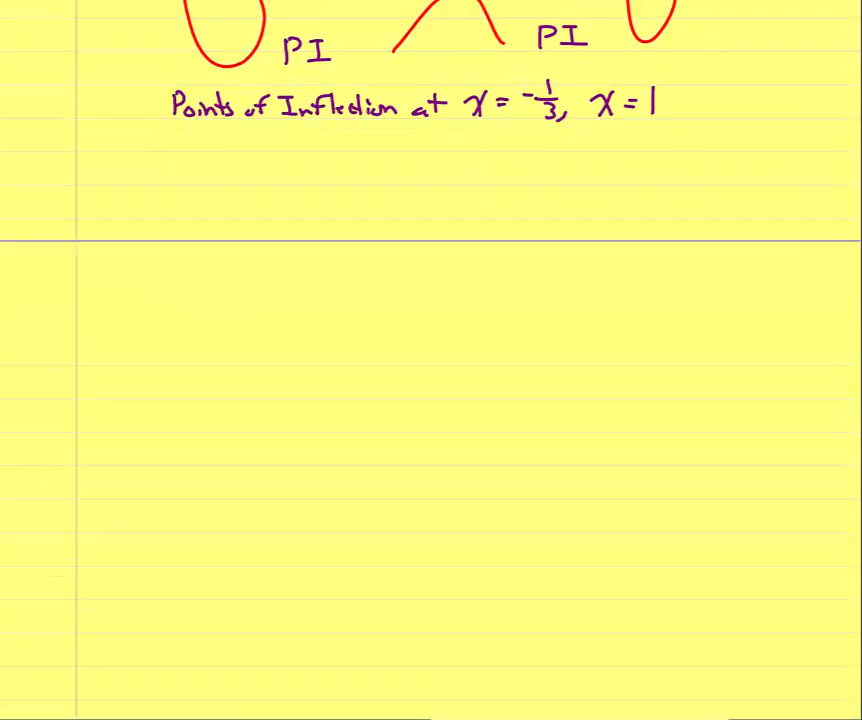 PI PI
Points of Inflection at x = -1/3, x = 1